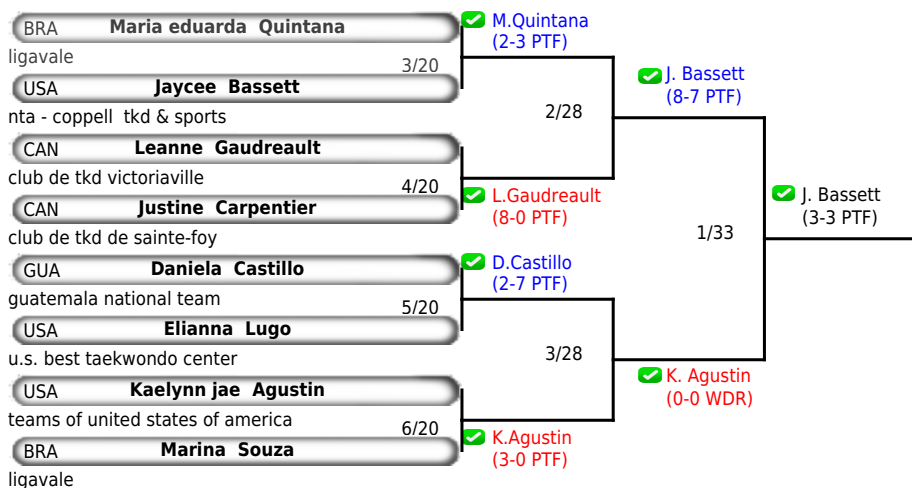 BRA Maria eduarda Quintana
ligavale
3/20
USA Jaycee Bassett
nta - coppell tkd & sports
CAN Leanne Gaudreault
club de tkd victoriaville
4/20
CAN Justine Carpentier
club de tkd de sainte-foy
GUA Daniela Castillo
guatemala national team
5/20
USA Elianna Lugo
u.s. best taekwondo center
USA Kaelynn jae Agustin
teams of united states of america
6/20
BRA Marina Souza
ligavale
M.Quintana
(2-3 PTF)
2/28
L.Gaudreault
(8-0 PTF)
D.Castillo
(2-7 PTF)
3/28
K.Agustin
(3-0 PTF)
J. Bassett
(8-7 PTF)
1/33
K. Agustin
(0-0 WDR)
J. Bassett
(3-3 PTF)